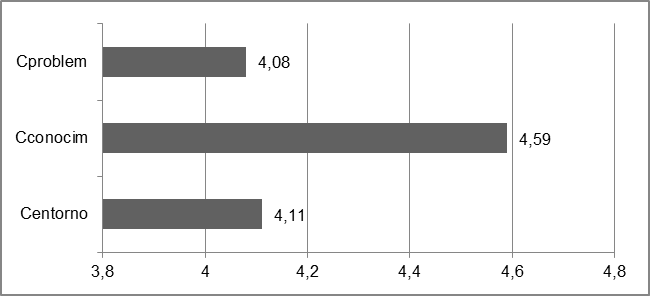 Cproblem 4,08
Cconocim 4,59
Centorno 4,11
3,8 4 4,2 4,4 4,6 4,8